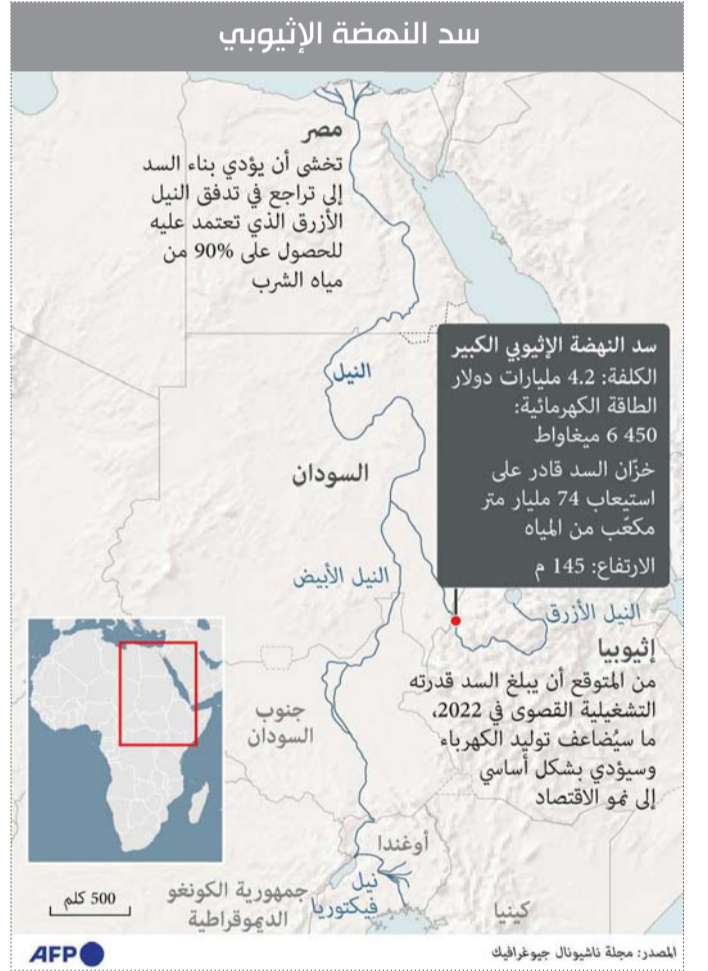 سد النهضة الإثيوبي
مصر
تخشى أن يؤدي بناء السد
إلى تراجع في تدفق النيل
الأزرق الذي تعتمد عليه
للحصول على 90% من
مياه الشرب
سد النهضة الإثيوبي الكبير
الكلفة: 4.2 مليارات دولار
الطاقة الكهرمائية:
6 450 ميغاواط
خزّان السد قادر على
استيعاب 74 مليار متر
مكعّب من المياه
الارتفاع: 145 م
النيل
السودان
النيل الأبيض
النيل الأزرق
إثيوبيا
من المتوقع أن يبلغ السد قدرته
التشغيلية القصوى في 2022،
ما سيُضاعف توليد الكهرباء
وسيؤدي بشكل أساسي
إلى نمو الاقتصاد
جنوب
السودان
أوغندا
نيل
فيكتوريا
جمهورية الكونغو
الديموقراطية
كينيا
500 كلم
المصدر: مجلة ناشيونال جيوغرافيك
AFP